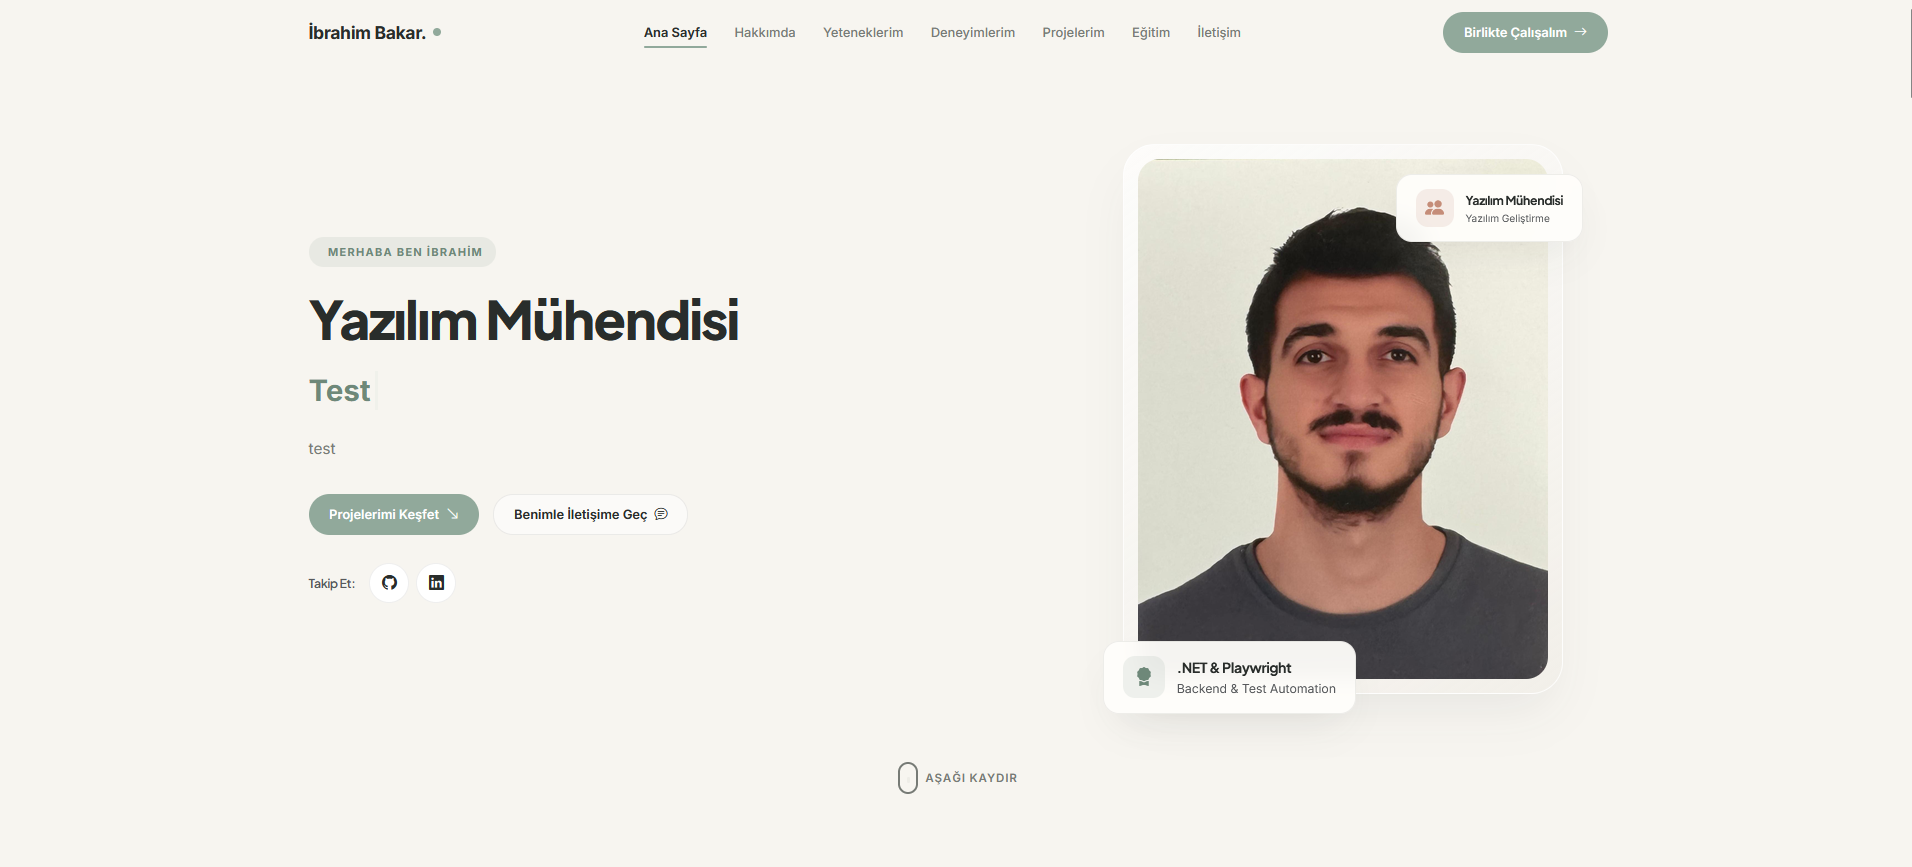 İbrahim Bakar.
Ana Sayfa Hakkımda Yeteneklerim Deneyimlerim Projelerim Eğitim İletişim
Birlikte Çalışalım
Yazılım Mühendisi
Yazılım Geliştirme
MERHABA BEN İBRAHİM
Yazılım Mühendisi
Test
test
Projelerimi Keşfet
Benimle İletişime Geç
Takip Et:
.NET & Playwright
Backend & Test Automation
AŞAĞI KAYDIR